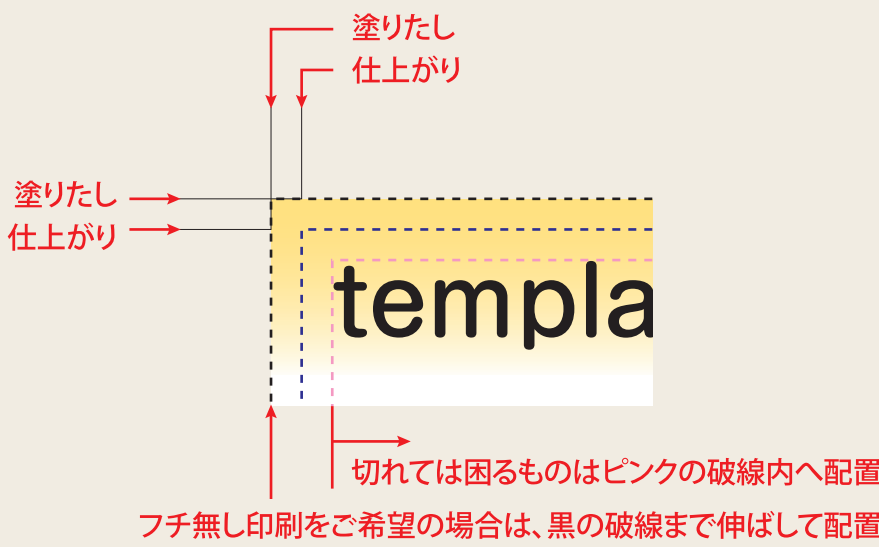 塗りたし
仕上がり
塗りたし
仕上がり
templa
切れては困るものはピンクの破線内へ配置
フチ無し印刷をご希望の場合は、黒の破線まで伸ばして配置